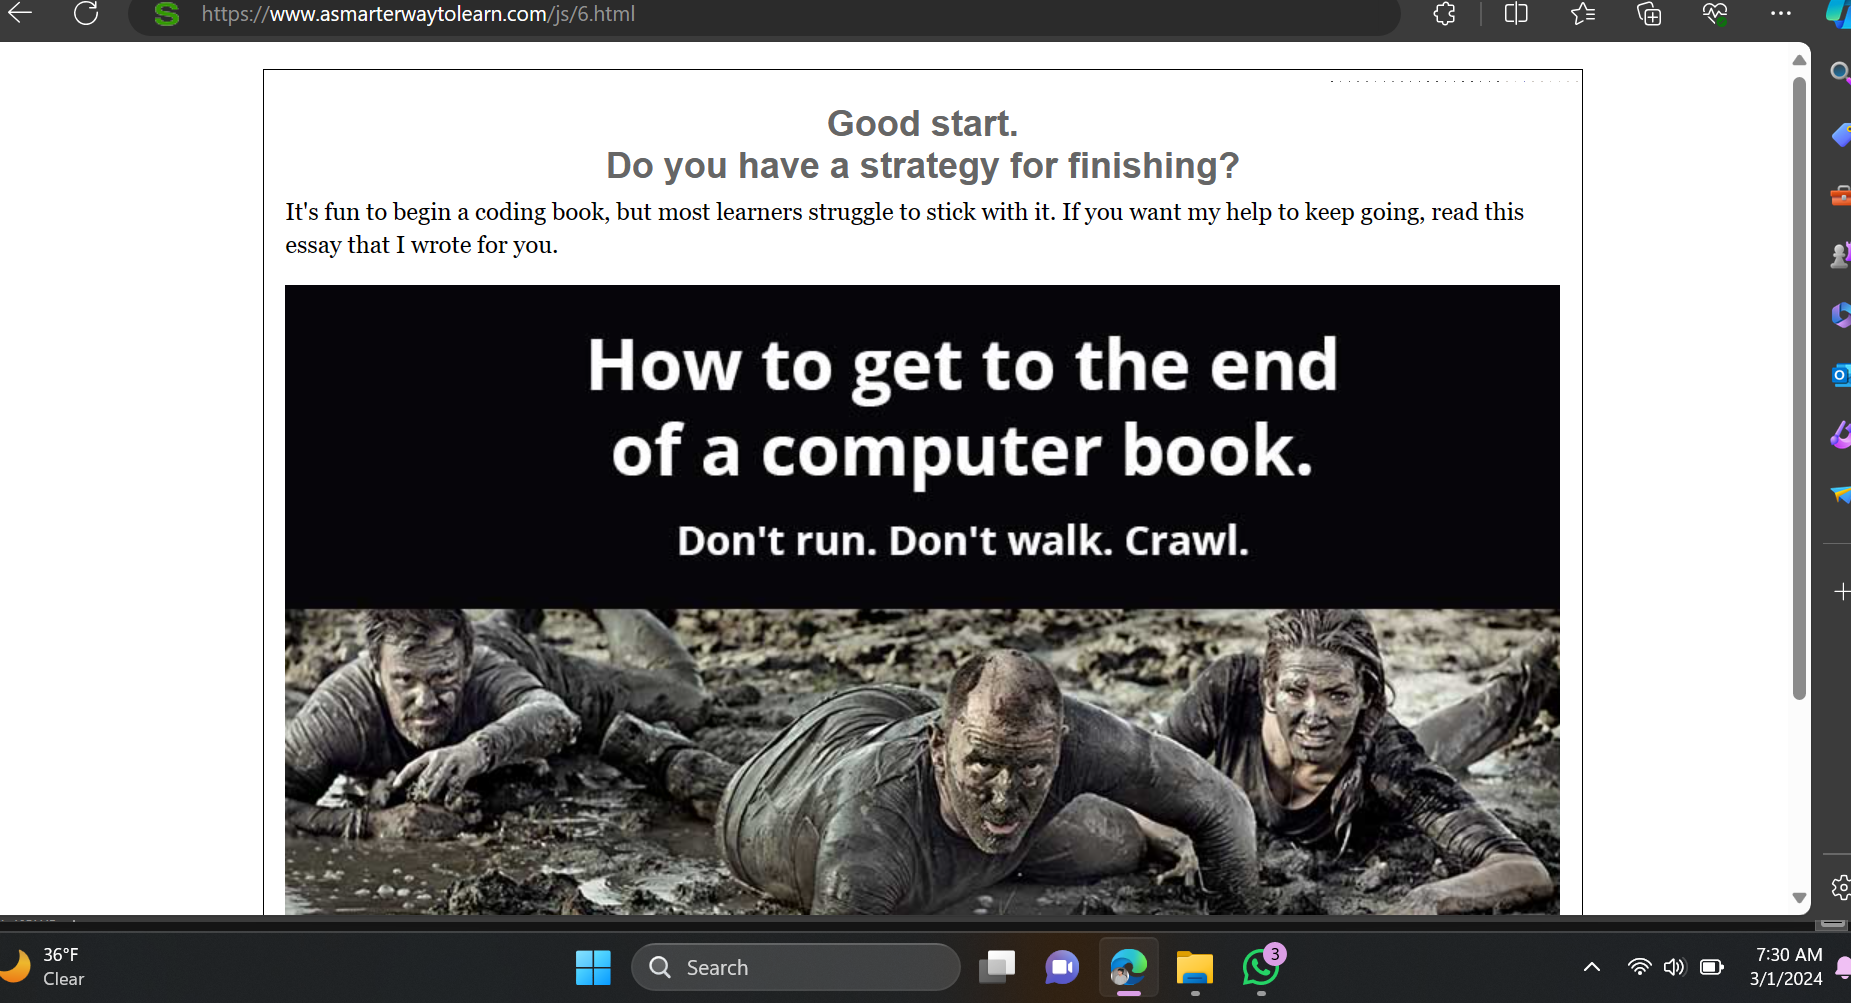 https://www.asmarterwaytolearn.com/js/6.html
Good start.
Do you have a strategy for finishing?
It's fun to begin a coding book, but most learners struggle to stick with it. If you want my help to keep going, read this
essay that I wrote for you.
How to get to the end
of a computer book.
Don't run. Don't walk. Crawl.
36°F
Clear
Search
3
7:30 AM
3/1/2024